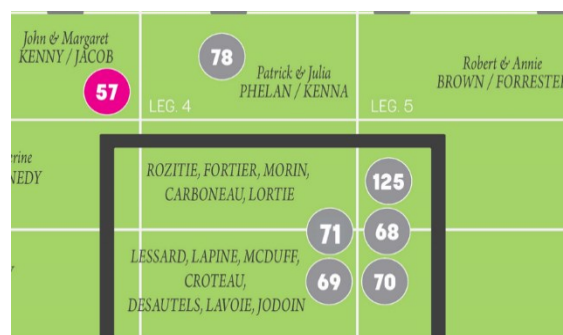 John & Margaret
KENNY / JACOB
57
78
Patrick & Julia
PHELAN / KENNA
LEG. 4
LEG. 5
Robert & Annie
BROWN / FORRESTER
ROZITIE, FORTIER, MORIN,
CARBONEAU, LORTIE
125
71
68
LESSARD, LAPINE, MCDUFF,
CROTEAU,
DESAUTELS, LAVOIE, JODOIN
69
70